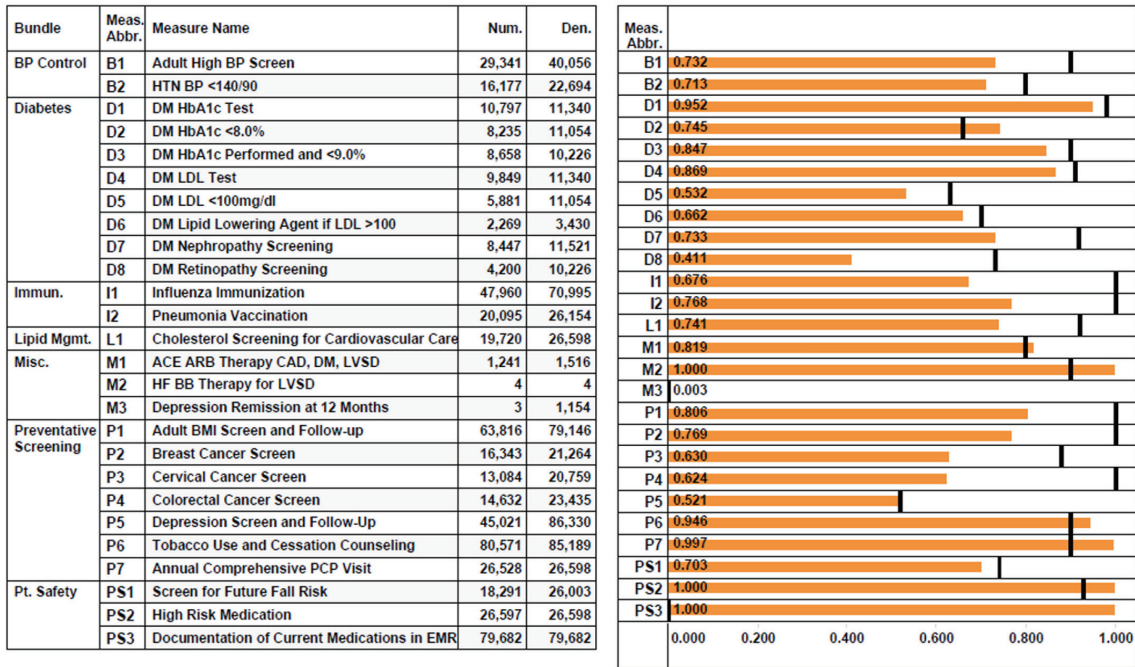 Bundle Meas. Abbr. Measure Name Num. Den.
BP Control B1 Adult High BP Screen 29,341 40,056
B2 HTN BP <140/90 16,177 22,694
Diabetes D1 DM HbA1c Test 10,797 11,340
D2 DM HbA1c <8.0% 8,235 11,054
D3 DM HbA1c Performed and <9.0% 8,658 10,226
D4 DM LDL Test 9,849 11,340
D5 DM LDL <100mg/dl 5,881 11,054
D6 DM Lipid Lowering Agent if LDL >100 2,269 3,430
D7 DM Nephropathy Screening 8,447 11,521
D8 DM Retinopathy Screening 4,200 10,226
Immun. I1 Influenza Immunization 47,960 70,995
I2 Pneumonia Vaccination 20,095 26,154
Lipid Mgmt. L1 Cholesterol Screening for Cardiovascular Care 19,720 26,598
Misc. M1 ACE ARB Therapy CAD, DM, LVSD 1,241 1,516
M2 HF BB Therapy for LVSD 4 4
M3 Depression Remission at 12 Months 3 1,154
Preventative Screening P1 Adult BMI Screen and Follow-up 63,816 79,146
P2 Breast Cancer Screen 16,343 21,264
P3 Cervical Cancer Screen 13,084 20,759
P4 Colorectal Cancer Screen 14,632 23,435
P5 Depression Screen and Follow-Up 45,021 86,330
P6 Tobacco Use and Cessation Counseling 80,571 85,189
P7 Annual Comprehensive PCP Visit 26,528 26,598
Pt. Safety PS1 Screen for Future Fall Risk 18,291 26,003
PS2 High Risk Medication 26,597 26,598
PS3 Documentation of Current Medications in EMR 79,682 79,682
Meas. Abbr.
B1 0.732
B2 0.713
D1 0.952
D2 0.745
D3 0.847
D4 0.869
D5 0.532
D6 0.662
D7 0.733
D8 0.411
I1 0.676
I2 0.768
L1 0.741
M1 0.819
M2 1.000
M3 0.003
P1 0.806
P2 0.769
P3 0.630
P4 0.624
P5 0.521
P6 0.946
P7 0.997
PS1 0.703
PS2 1.000
PS3 1.000
0.000 0.200 0.400 0.600 0.800 1.000